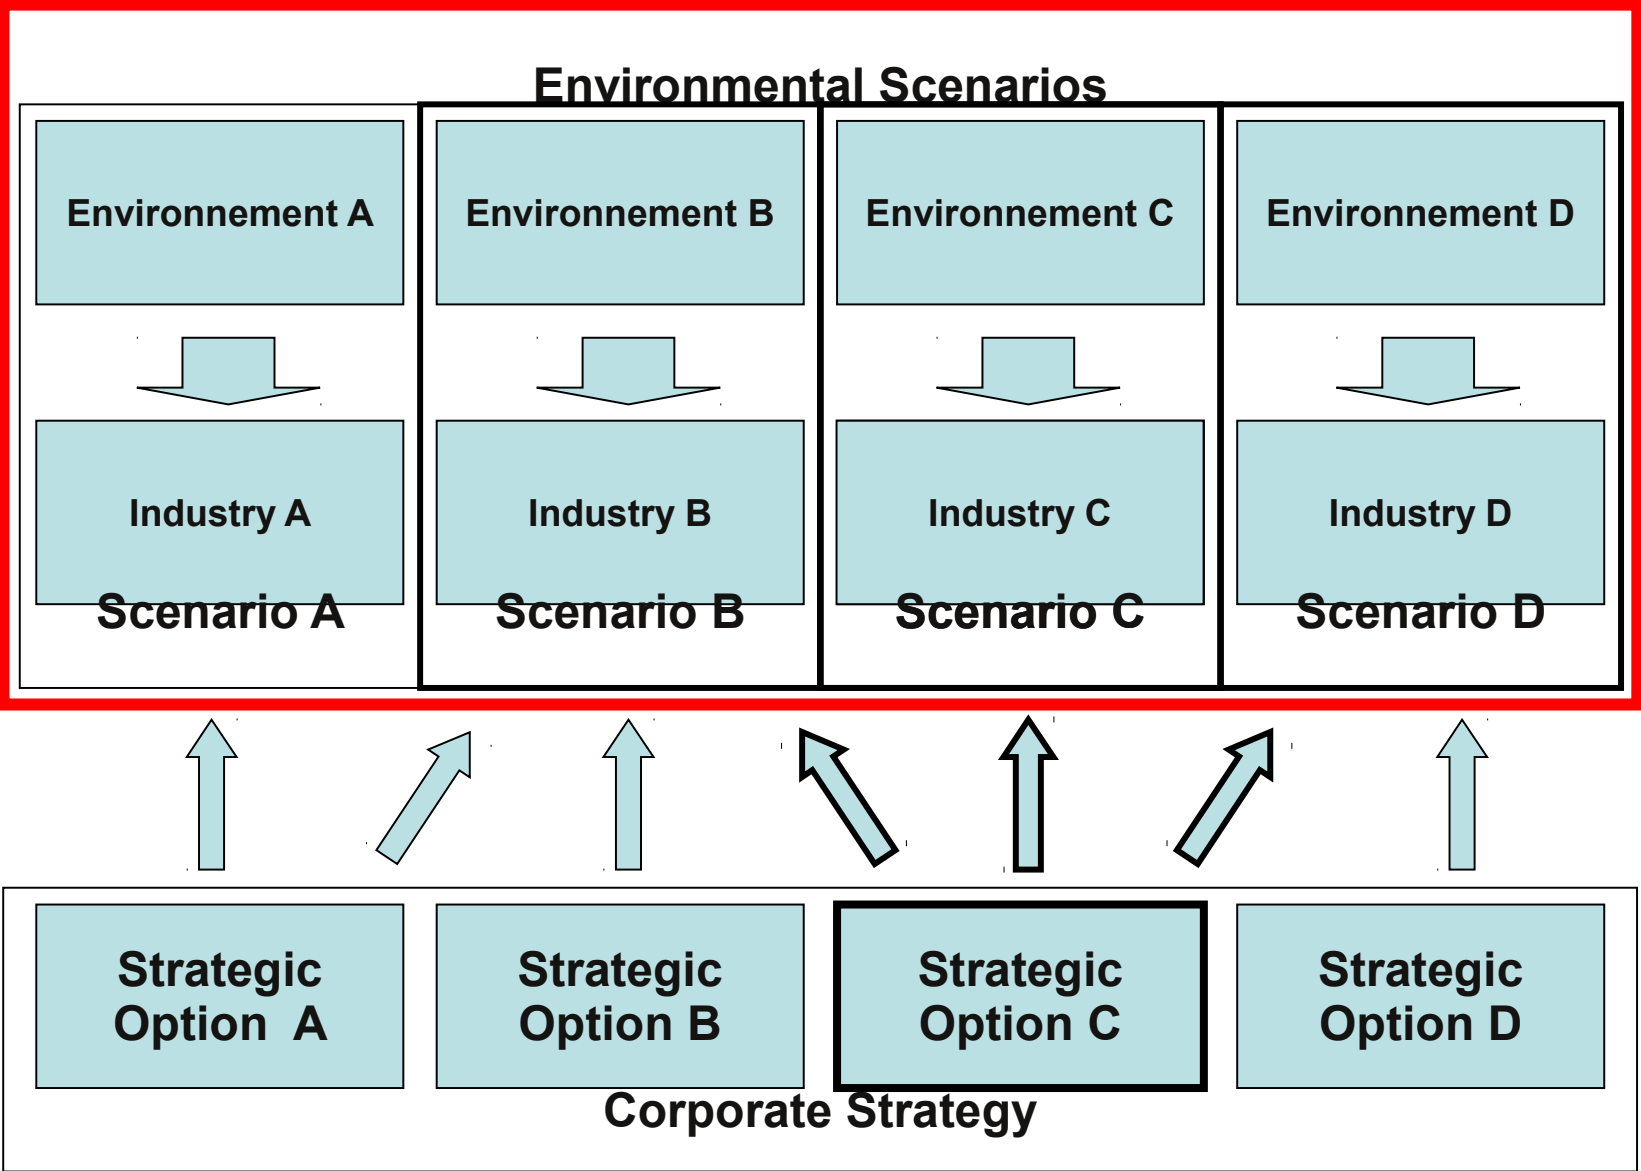 Environmental Scenarios
Environnement A
Environnement B
Environnement C
Environnement D
Industry A
Industry B
Industry C
Industry D
Scenario A
Scenario B
Scenario C
Scenario D
Strategic
Option  A
Strategic
Option B
Strategic
Option C
Strategic
Option D
Corporate Strategy